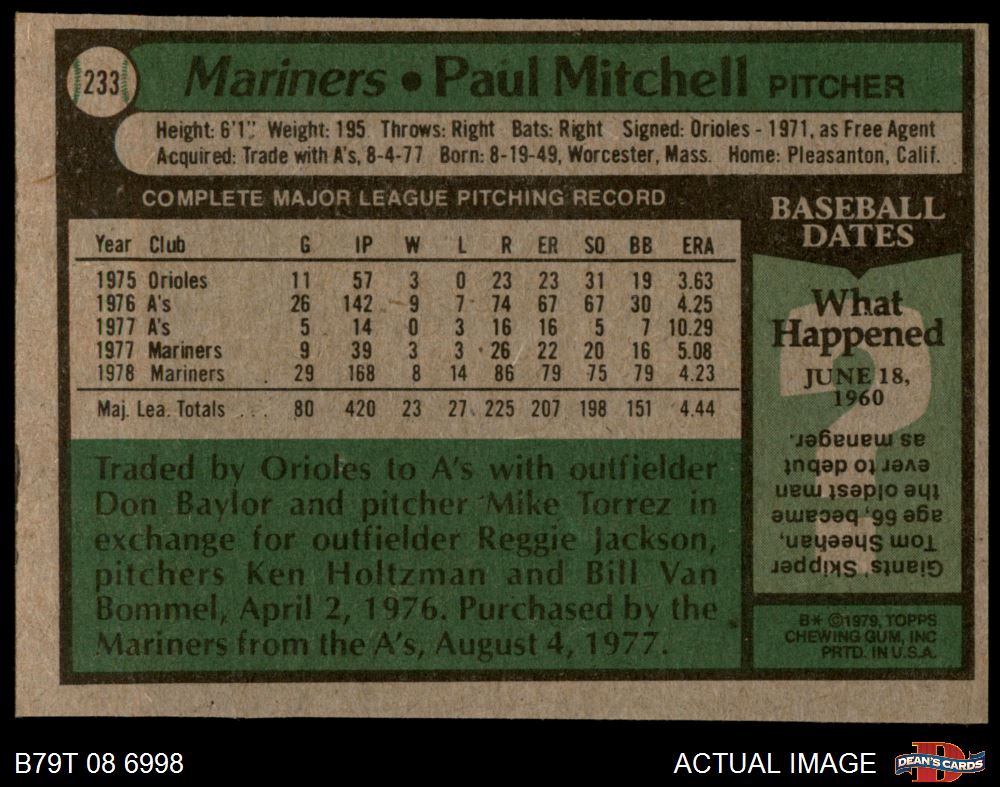 233
Mariners • Paul Mitchell PITCHER
Height: 6'1" Weight: 195 Throws: Right Bats: Right Signed: Orioles - 1971, as Free Agent
Acquired: Trade with A's, 8-4-77 Born: 8-19-49, Worcester, Mass. Home: Pleasanton, Calif.
COMPLETE MAJOR LEAGUE PITCHING RECORD
Year Club G IP W L R ER SO BB ERA
1975 Orioles 11 57 3 0 23 23 31 19 3.63
1976 A's 26 142 9 7 74 67 67 30 4.25
1977 A's 5 14 0 3 16 16 5 7 10.29
1977 Mariners 9 39 3 3 26 22 20 16 5.08
1978 Mariners . 29 168 8 14 86 79 75 79 4.23
Maj. Lea. Totals ... 80 420 23 27 225 207 198 151 4.44
Traded by Orioles to A's with outfielder
Don Baylor and pitcher Mike Torrez in
exchange for outfielder Reggie Jackson,
pitchers Ken Holtzman and Bill Van
Bommel, April 2, 1976. Purchased by the
Mariners from the A's, August 4, 1977.
BASEBALL
DATES
What
Happened
JUNE 18,
1960
Giants' Skipper
Tom Sheehan,
age 66, became
the oldest man
ever to debut
as manager.
B* ©1979, TOPPS
CHEWING GUM, INC
PRTD. IN U.S.A.
B79T 08 6998
ACTUAL IMAGE
DEAN'S CARDS